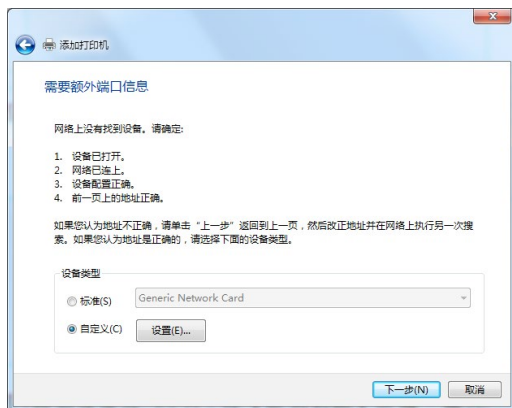 添加打印机
需要额外端口信息
网络上没有找到设备。请确定:
1. 设备已打开。
2. 网络已连上。
3. 设备配置正确。
4. 前一页上的地址正确。
如果您认为地址不正确，请单击“上一步”返回到上一页，然后改正地址并在网络上执行另一次搜
索。如果您认为地址是正确的，请选择下面的设备类型。
设备类型
标准(S)
Generic Network Card
自定义(C)
设置(E)...
下一步(N)
取消